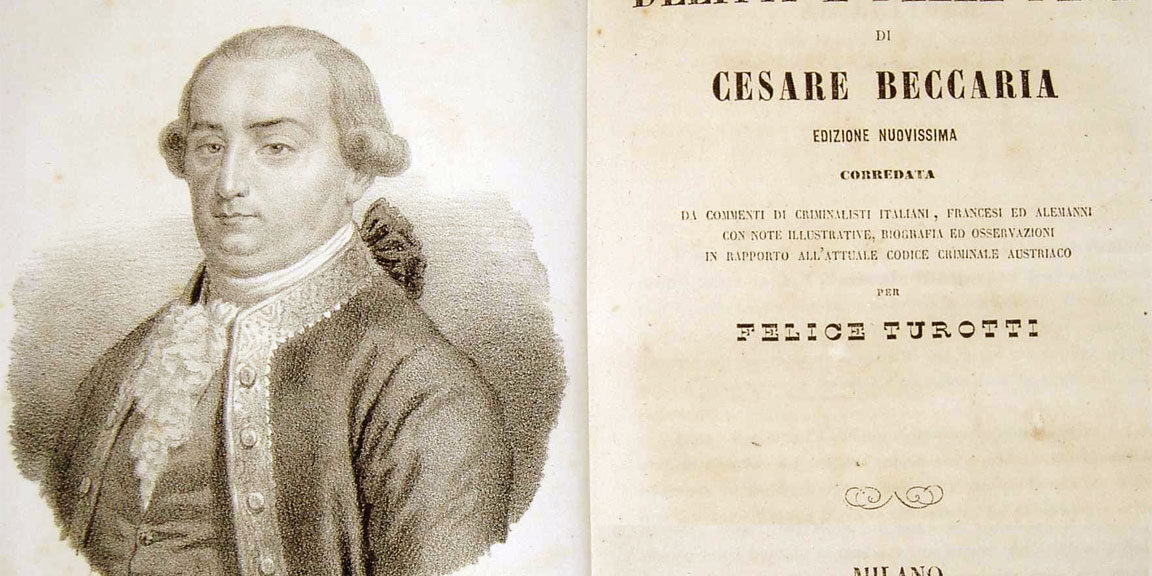 DI
CESARE BECCARIA
EDIZIONE NUOVISSIMA
CORREDATA
DA COMMENTI DI CRIMINALISTI ITALIANI, FRANCESI ED ALEMANNI
CON NOTE ILLUSTRATIVE, BIOGRAFIA ED OSSERVAZIONI
IN RAPPORTO ALL'ATTUALE CODICE CRIMINALE AUSTRIACO
PER
FELICE TUROTTI
MILANO